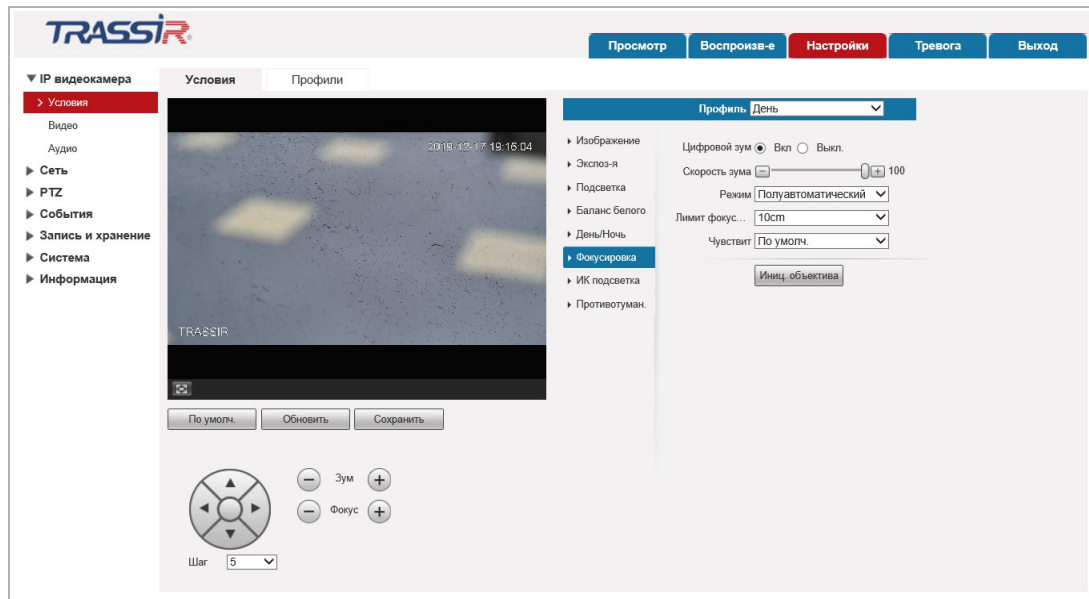 TRASSIR
Просмотр
Воспроизв-е
Настройки
Тревога
Выход
IP видеокамера
Условия
Видео
Аудио
Сеть
PTZ
События
Запись и хранение
Система
Информация
Условия
Профили
2019-12-17 19:16:04
TRASSIR
По умолч.
Обновить
Сохранить
Зум
Фокус
Шаг 5
Профиль День
Изображение
Экспоз-я
Подсветка
Баланс белого
День/Ночь
Фокусировка
ИК подсветка
Противотуман.
Цифровой зум Вкл Выкл.
Скорость зума 100
Режим Полуавтоматический
Лимит фокус... 10cm
Чувствит По умолч.
Иниц. объектива